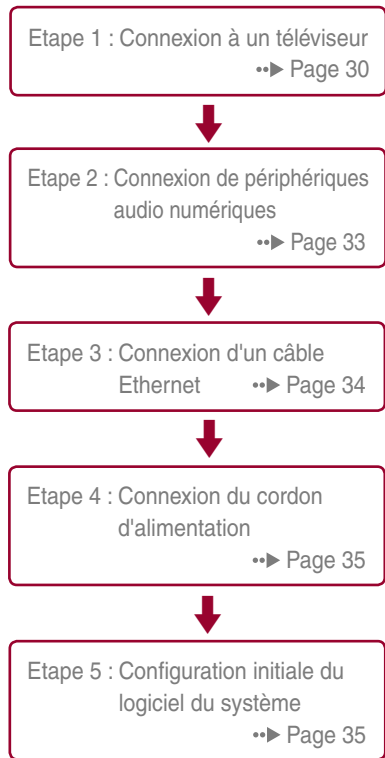 Etape 1 : Connexion à un téléviseur
••▶ Page 30
Etape 2 : Connexion de périphériques
audio numériques
••▶ Page 33
Etape 3 : Connexion d'un câble
Ethernet ••▶ Page 34
Etape 4 : Connexion du cordon
d'alimentation
••▶ Page 35
Etape 5 : Configuration initiale du
logiciel du système
••▶ Page 35